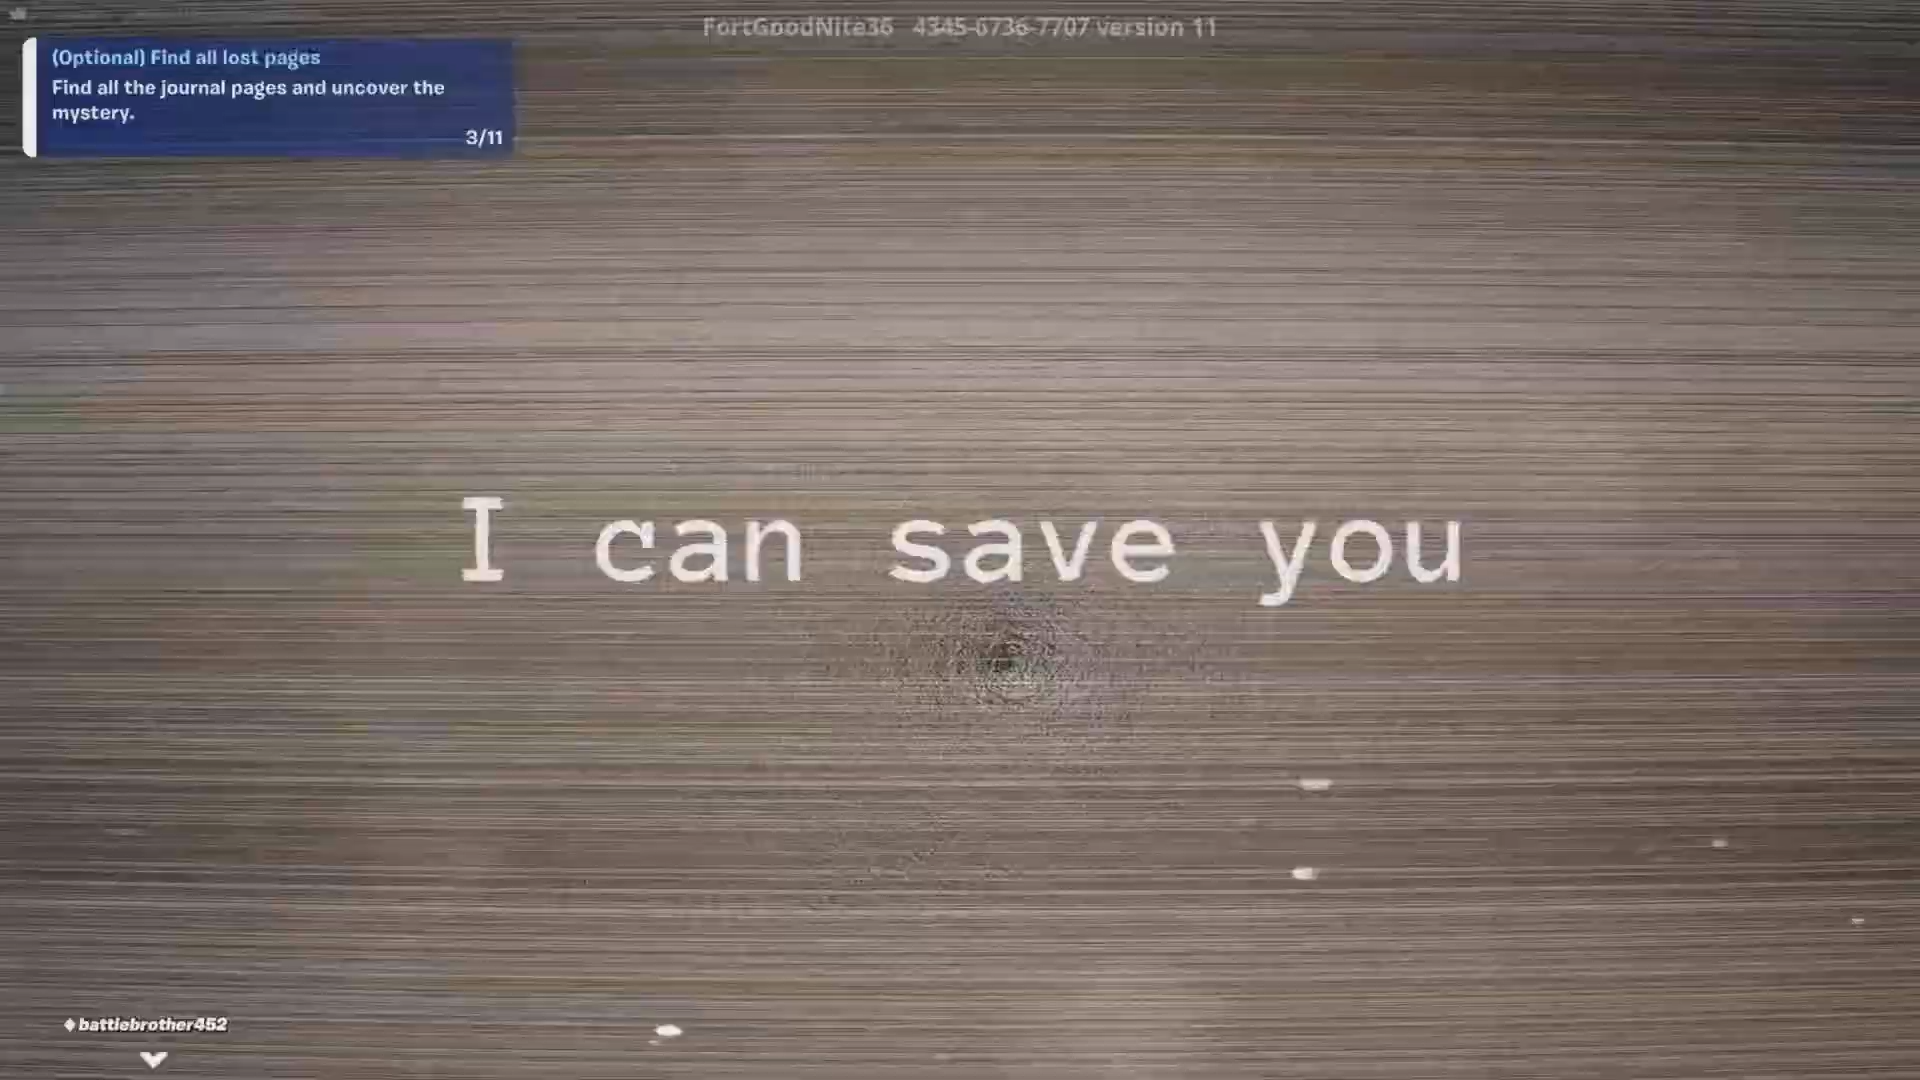 FortGoodNite36 4345-6736-7707 version 11
(Optional) Find all lost pages
Find all the journal pages and uncover the
mystery.
3/11
I can save you
battlebrother452